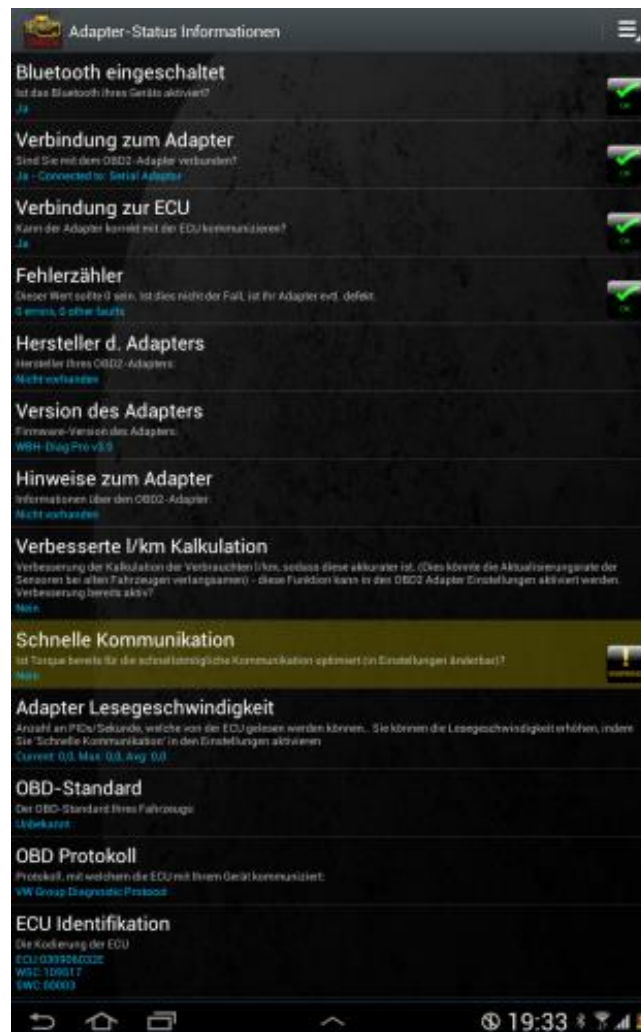 Adapter-Status Informationen
Bluetooth eingeschaltet
Ist das Bluetooth Ihres Geräts aktiviert?
Ja
OK
Verbindung zum Adapter
Sind Sie mit dem OBD2-Adapter verbunden?
Ja - Connected to: Serial Adapter
OK
Verbindung zur ECU
Kann der Adapter korrekt mit der ECU kommunizieren?
Ja
OK
Fehlerzähler
Dieser Wert sollte 0 sein. Ist dies nicht der Fall, ist ihr Adapter evtl. defekt.
0 errors, 0 other faults
OK
Hersteller d. Adapters
Hersteller Ihres OBD2-Adapters:
Nicht vorhanden
Version des Adapters
Firmware-Version des Adapters:
WBH-Diag Pro v3.0
Hinweise zum Adapter
Informationen über den OBD2-Adapter
Nicht vorhanden
Verbesserte l/km Kalkulation
Verbesserung der Kalkulation der Verbrauchten l/km, sodass diese akkurater ist. (Dies könnte die Aktualisierungsrate der
Sensoren bei alten Fahrzeugen verlangsamen) - diese Funktion kann in den OBD2 Adapter Einstellungen aktiviert werden.
Verbesserung bereits aktiv?
Nein
Schnelle Kommunikation
Ist Torque bereits für die schnellstmögliche Kommunikation optimiert (in Einstellungen änderbar)?
Nein
Adapter Lesegeschwindigkeit
Anzahl an PIDs/Sekunde, welche von der ECU gelesen werden können... Sie können die Lesegeschwindigkeit erhöhen, indem
Sie 'Schnelle Kommunikation' in den Einstellungen aktivieren
Current: 0,0, Max: 0,0, Avg: 0,0
OBD-Standard
Der OBD-Standard Ihres Fahrzeugs:
Unbekannt
OBD Protokoll
Protokoll, mit welchem die ECU mit Ihrem Gerät kommuniziert:
VW Group Diagnostic Protocol
ECU Identifikation
Die Kodierung der ECU
ECU:030906032E
WSC:109617
SWC:00003
19:33